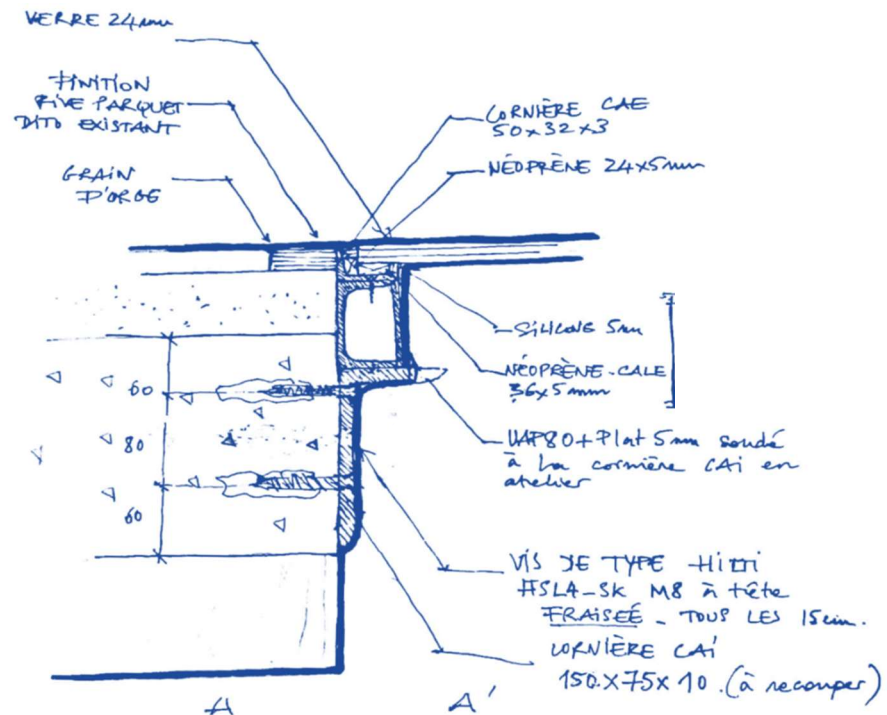 VERRE 24mm
FINITION
RIVE PARQUET
DITO EXISTANT
GRAIN
D'ORGE
CORNIÈRE CAE
50x32x3
NÉOPRÈNE 24x5mm
SILICONE 5mm
NÉOPRÈNE-CALE
36x5mm
UAP80+Plat 5mm soudé
à la cornière CAi en
atelier
60
80
60
VIS DE TYPE Hilti
HSLA-SK M8 à tête
FRAISEÉ - TOUS LES 15cm.
CORNIÈRE CAi
150x75x10 (à recouper)
A
A'